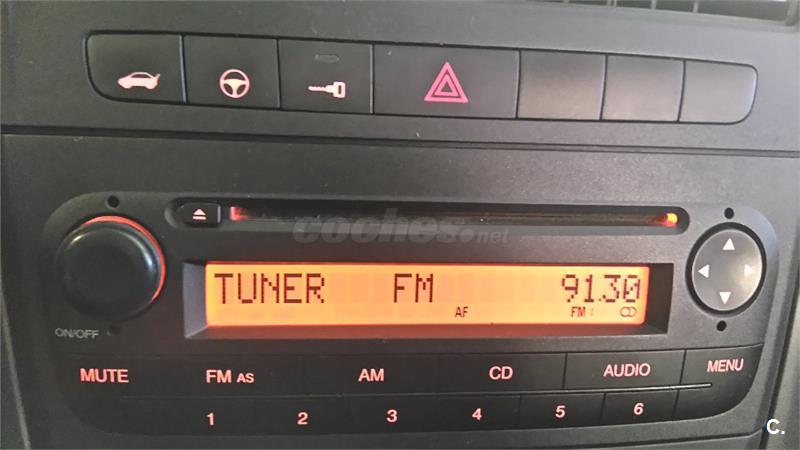 coches.net
TUNER FM 91.30
AF FM: CD
ON/OFF
MUTE FM AS AM CD AUDIO MENU
1 2 3 4 5 6
C.